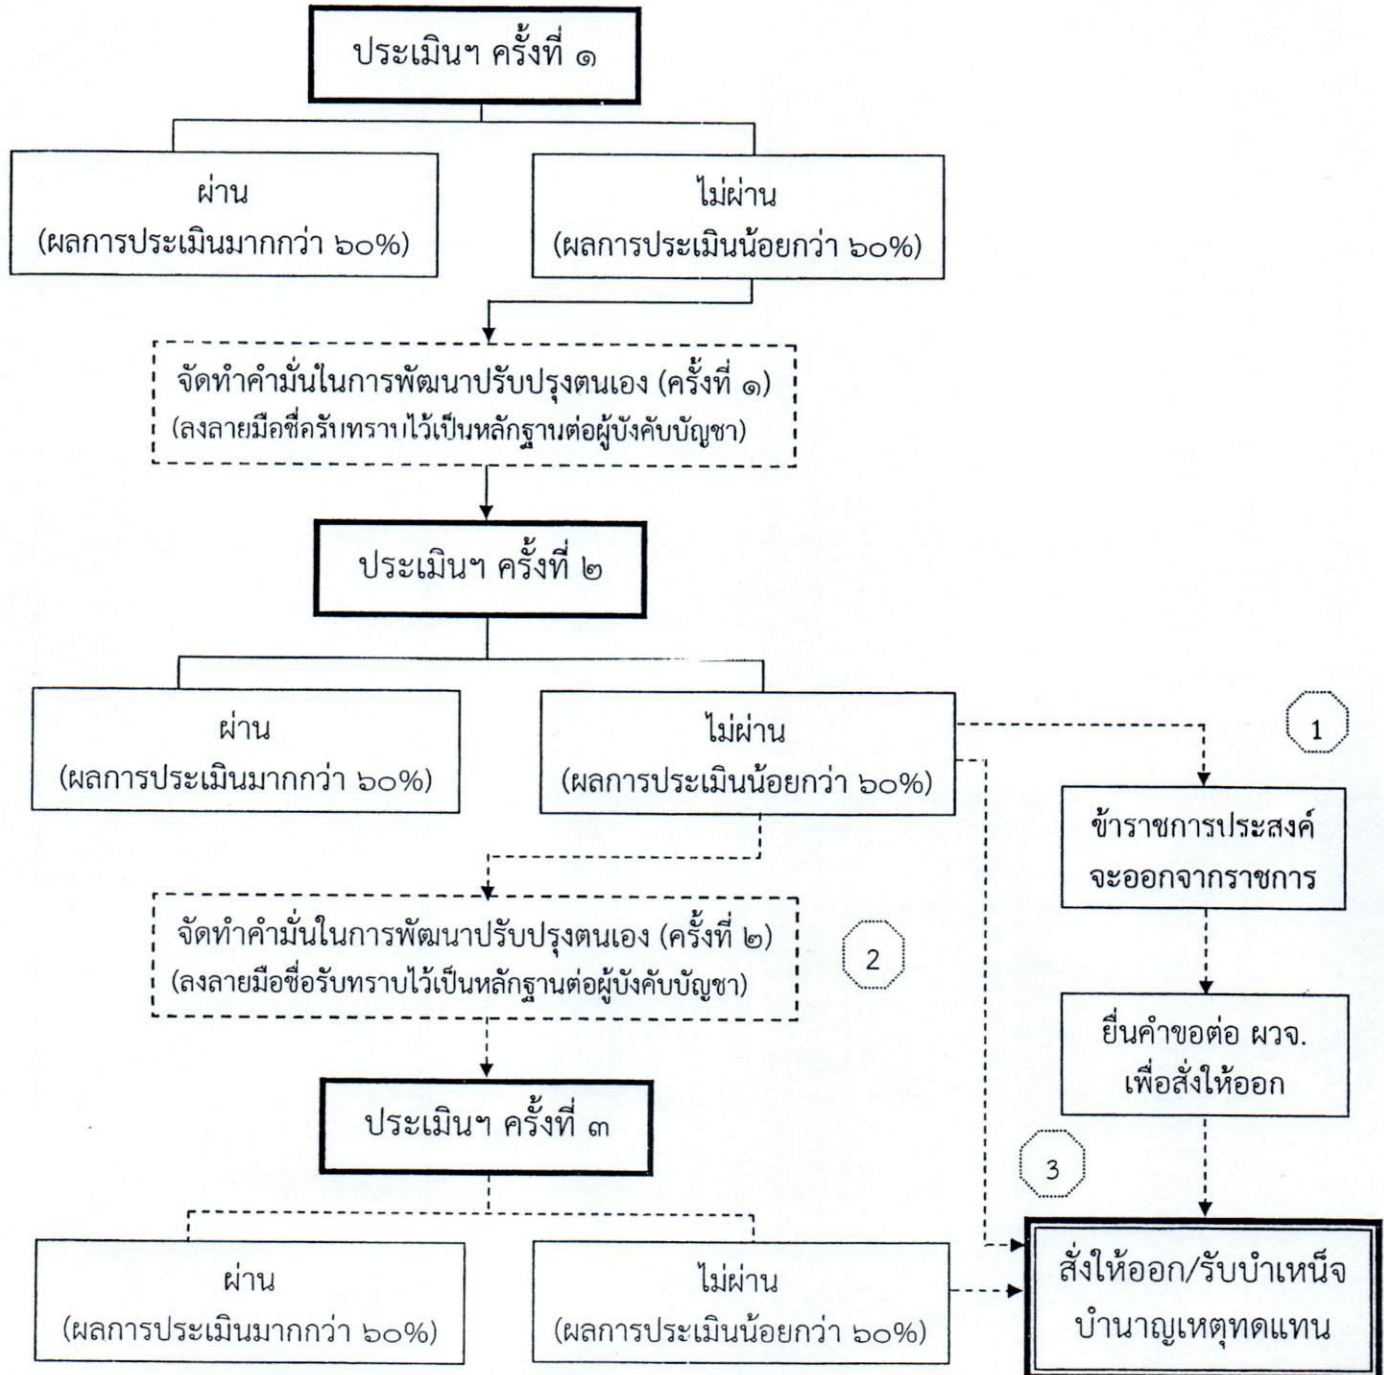 ประเมินฯ ครั้งที่ ๑
ผ่าน
(ผลการประเมินมากกว่า ๖๐%)
ไม่ผ่าน
(ผลการประเมินน้อยกว่า ๖๐%)
จัดทำคำมั่นในการพัฒนาปรับปรุงตนเอง (ครั้งที่ ๑)
(ลงลายมือชื่อรับทราบไว้เป็นหลักฐานต่อผู้บังคับบัญชา)
ประเมินฯ ครั้งที่ ๒
ผ่าน
(ผลการประเมินมากกว่า ๖๐%)
ไม่ผ่าน
(ผลการประเมินน้อยกว่า ๖๐%)
1
ข้าราชการประสงค์
จะออกจากราชการ
จัดทำคำมั่นในการพัฒนาปรับปรุงตนเอง (ครั้งที่ ๒)
(ลงลายมือชื่อรับทราบไว้เป็นหลักฐานต่อผู้บังคับบัญชา)
2
ยื่นคำขอต่อ ผวจ.
เพื่อสั่งให้ออก
ประเมินฯ ครั้งที่ ๓
3
ผ่าน
(ผลการประเมินมากกว่า ๖๐%)
ไม่ผ่าน
(ผลการประเมินน้อยกว่า ๖๐%)
สั่งให้ออก/รับบำเหน็จ
บำนาญเหตุทดแทน